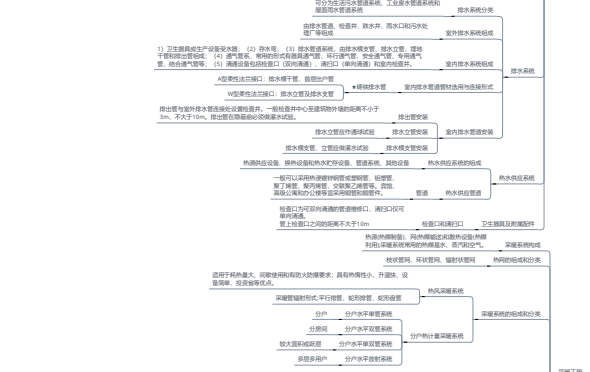 可分为生活污水管道系统、工业废水管道系统和
屋面雨水管道系统
排水系统分类
由排水管道、检查井、跌水井、雨水口和污水处
理厂等组成
室外排水系统组成
1）卫生器具或生产设备受水器；（2）存水弯；（3）排水管道系统，由排水横支管、排水立管、埋地
干管和排出管组成；（4）通气管系，常用的形式有器具通气管、环行通气管、安全通气管、专用通气
管、结合通气管等；（5）清通设备包括检查口（双向清通）、清扫口（单向清通）和室内检查井。
室内排水系统组成
排水系统
A型柔性法兰接口：排水横干管、首层出户管
W型柔性法兰接口：排水立管及排水支管
★铸铁排水管
室内排水管道管材选用与连接形式
排出管与室外排水管连接处设置检查井。一般检查井中心至建筑物外墙的距离不小于
3m，不大于10m。排出管在隐蔽前必须做灌水试验。
排出管安装
排水立管应作通球试验
排水立管安装
室内排水管道安装
排水横支管、立管应做灌水试验
排水横支管安装
热源供应设备、换热设备和热水贮存设备、管道系统、其他设备
热水供应系统的组成
一般可以采用热浸镀锌钢管或塑钢管、铝塑管、
聚丁烯管、聚丙烯管、交联聚乙烯管等。宾馆、
高级公寓和办公楼等宜采用铜管和铜管件。
管道
热水供应管道
热水供应系统
检查口为可双向清通的管道维修口，清扫口仅可
单向清通。
管上检查口之间的距离不大于10m
检查口和清扫口
卫生器具及附属配件
热源(热媒制备)、网(热媒输送)和散热设备(热媒
利用);采暖系统常用的热媒是水、蒸汽和空气。
采暖系统构成
枝状管网、环状管网、辐射状管网
热网的组成和分类
适用于耗热量大，间歇使用和有防火防爆要求；具有热惰性小、升温快、设
备简单、投资省等优点。
热风采暖系统
采暖管辐射形式:平行排管、蛇形排管、蛇形盘管
采暖系统的组成和分类
分户
分户水平单管系统
分房间
分户水平双管系统
分户热计量采暖系统
较大面积或跃层
分户水平单双管系统
多层多用户
分户水平放射系统